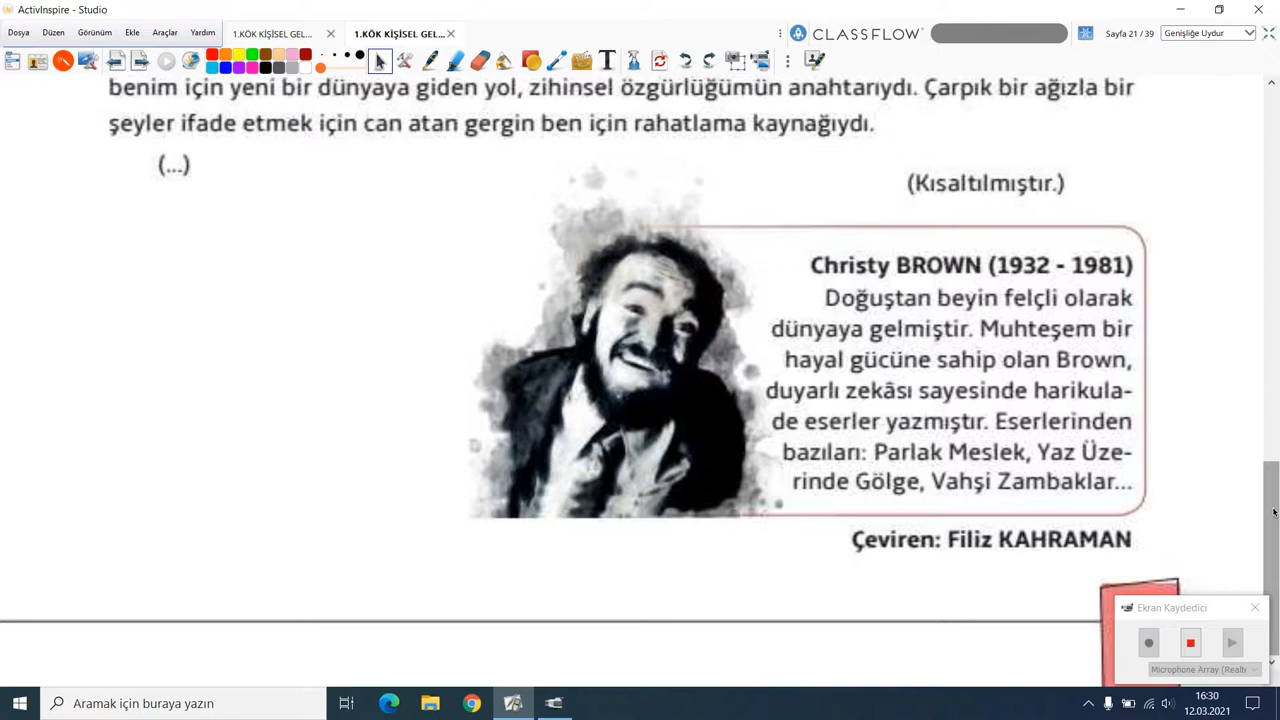 ActivInspire - Studio
Dosya Düzen Görünüm Ekle Araçlar Yardım
1.KÖK KİŞİSEL GEL...
1.KÖK KİŞİSEL GEL...
CLASSFLOW
Sayfa 21 / 39
Genişliğe Uydur
benim için yeni bir dünyaya giden yol, zihinsel özgürlüğümün anahtarıydı. Çarpık bir ağızla bir
şeyler ifade etmek için can atan gergin ben için rahatlama kaynağıydı.
(...)
(Kısaltılmıştır.)
Christy BROWN (1932 - 1981)
Doğuştan beyin felçli olarak
dünyaya gelmiştir. Muhteşem bir
hayal gücüne sahip olan Brown,
duyarlı zekâsı sayesinde harikula-
de eserler yazmıştır. Eserlerinden
bazıları: Parlak Meslek, Yaz Üze-
rinde Gölge, Vahşi Zambaklar...
Çeviren: Filiz KAHRAMAN
Ekran Kaydedici
Microphone Array (Realte
Aramak için buraya yazın
16:30
12.03.2021